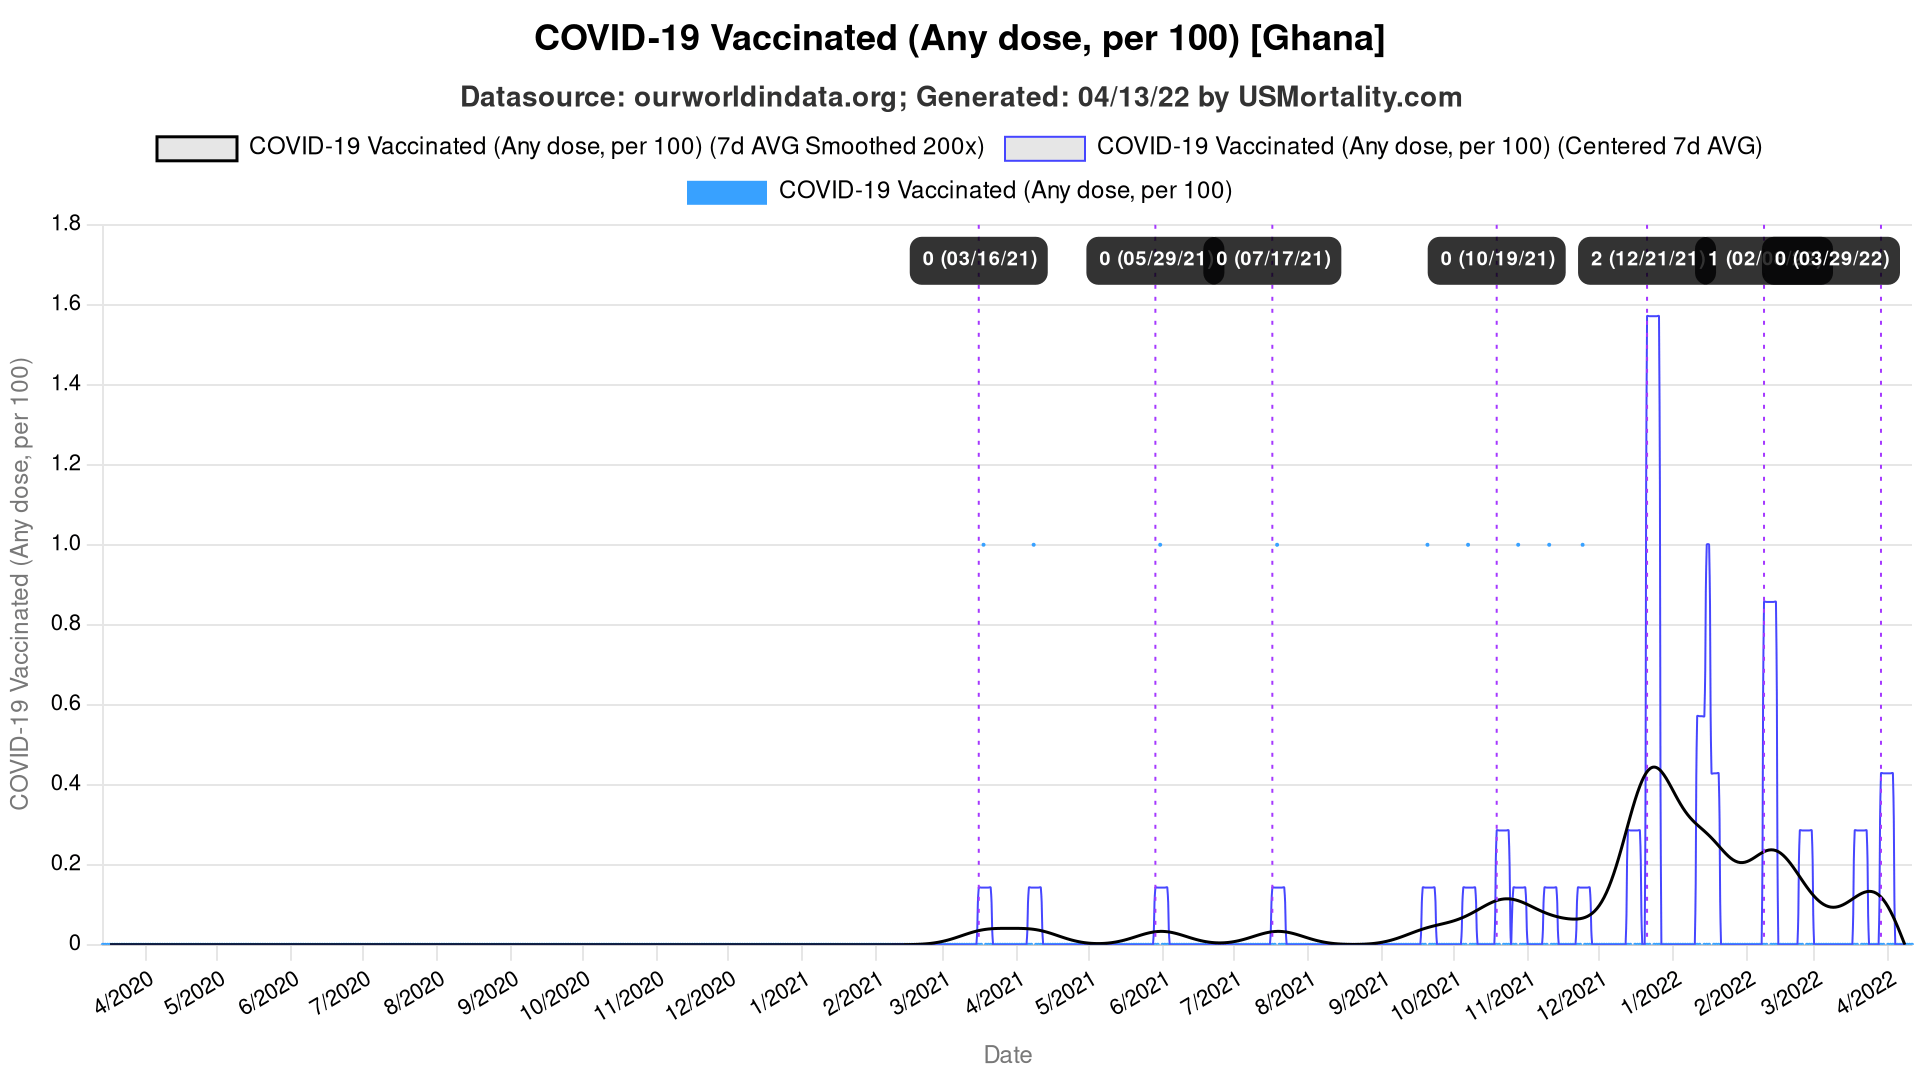 COVID-19 Vaccinated (Any dose, per 100) [Ghana]
Datasource: ourworldindata.org; Generated: 04/13/22 by USMortality.com
COVID-19 Vaccinated (Any dose, per 100) (7d AVG Smoothed 200x) COVID-19 Vaccinated (Any dose, per 100) (Centered 7d AVG)
COVID-19 Vaccinated (Any dose, per 100)
0 (03/16/21) 0 (05/29/21) 0 (07/17/21) 0 (10/19/21) 2 (12/21/21) 1 (02/ 0 (03/29/22)
COVID-19 Vaccinated (Any dose, per 100)
1.8
1.6
1.4
1.2
1.0
0.8
0.6
0.4
0.2
0
4/2020 5/2020 6/2020 7/2020 8/2020 9/2020 10/2020 11/2020 12/2020 1/2021 2/2021 3/2021 4/2021 5/2021 6/2021 7/2021 8/2021 9/2021 10/2021 11/2021 12/2021 1/2022 2/2022 3/2022 4/2022
Date